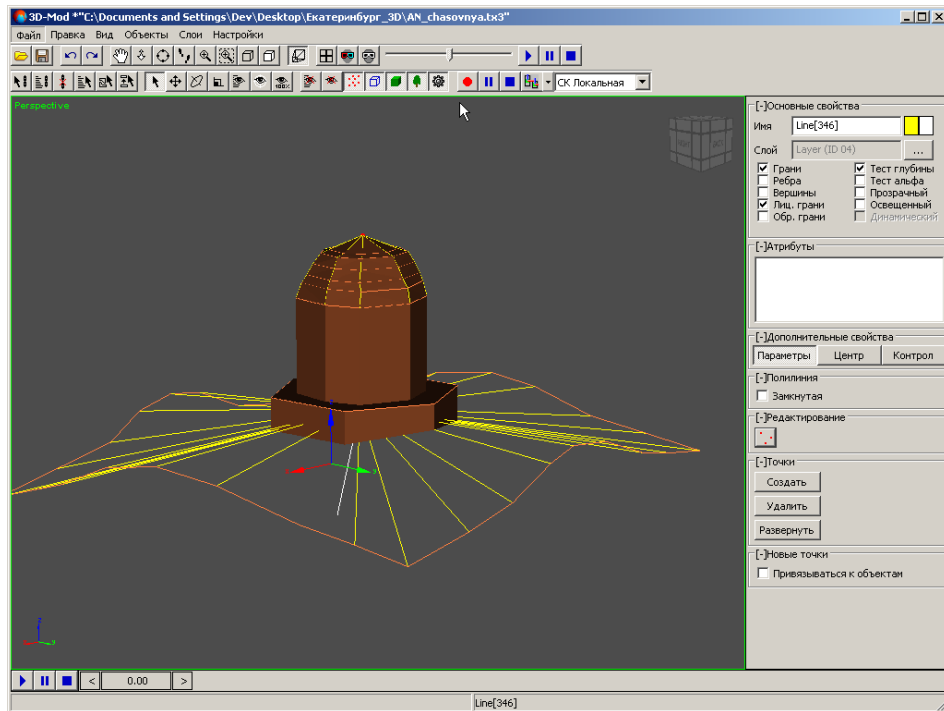 3D-Mod *"C:\Documents and Settings\Dev\Desktop\Екатеринбург_3D\AN_chasovnya.tx3"
Файл Правка Вид Объекты Слои Настройки
100%
СК Локальная
Perspective
[-]Основные свойства
Имя Line[346]
Слой Layer (ID 04) ...
Грани Тест глубины
Ребра Тест альфа
Вершины Прозрачный
Лиц. грани Освещенный
Обр. грани Динамический
[-]Атрибуты
[-]Дополнительные свойства
Параметры Центр Контрол
[-]Полилиния
Замкнутая
[-]Редактирование
[-]Точки
Создать
Удалить
Развернуть
[-]Новые точки
Привязываться к объектам
z
x y
< 0.00 >
Line[346]